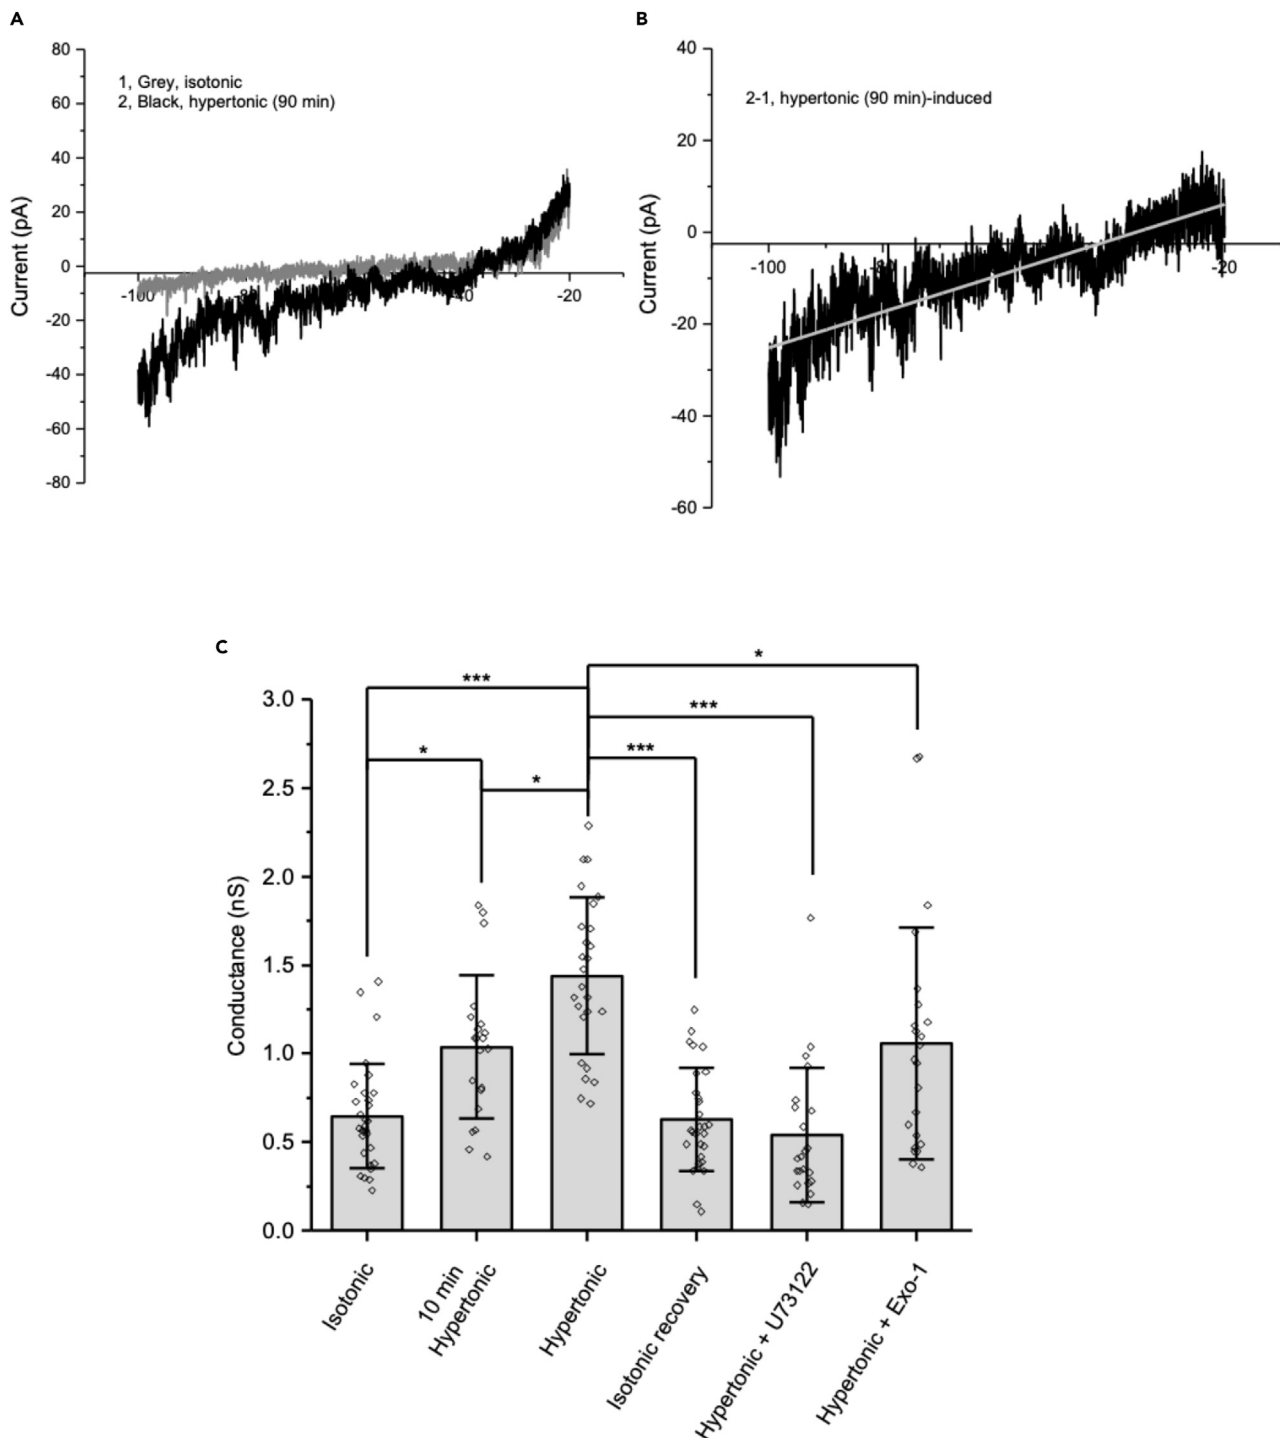 A
80
60
40
20
0
-20
-40
-60
-80
Current (pA)
1, Grey, isotonic
2, Black, hypertonic (90 min)
-100
-20
B
40
20
0
-20
-40
-60
Current (pA)
2-1, hypertonic (90 min)-induced
-100
-20
C
3.0
2.5
2.0
1.5
1.0
0.5
0.0
Conductance (nS)
*
***
***
*
***
*
Isotonic
10 min
Hypertonic
Hypertonic
Isotonic recovery
Hypertonic + U73122
Hypertonic + Exo-1